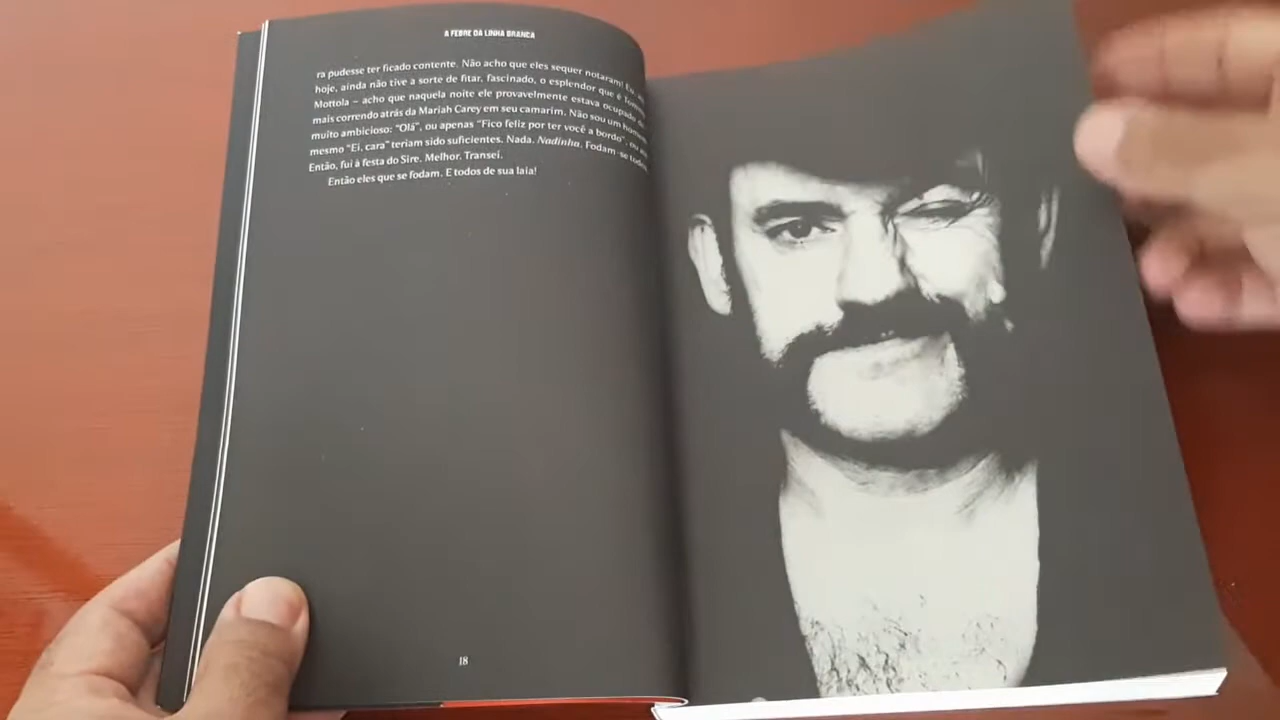 A FEBRE DA LINHA BRANCA
ra pudesse ter ficado contente. Não acho que eles sequer notaram! Eu,
hoje, ainda não tive a sorte de fitar, fascinado, o esplendor que é
Mottola – acho que naquela noite ele provavelmente estava ocupado
mais correndo atrás da Mariah Carey em seu camarim. Não sou um homem
muito ambicioso: “Olá”, ou apenas “Fico feliz por ter você a bordo”, ou
mesmo “Ei, cara” teriam sido suficientes. Nada. Nadinha. Fodam-se todos
Então, fui à festa do Sire. Melhor. Transei.
Então eles que se fodam. E todos de sua laia!
18